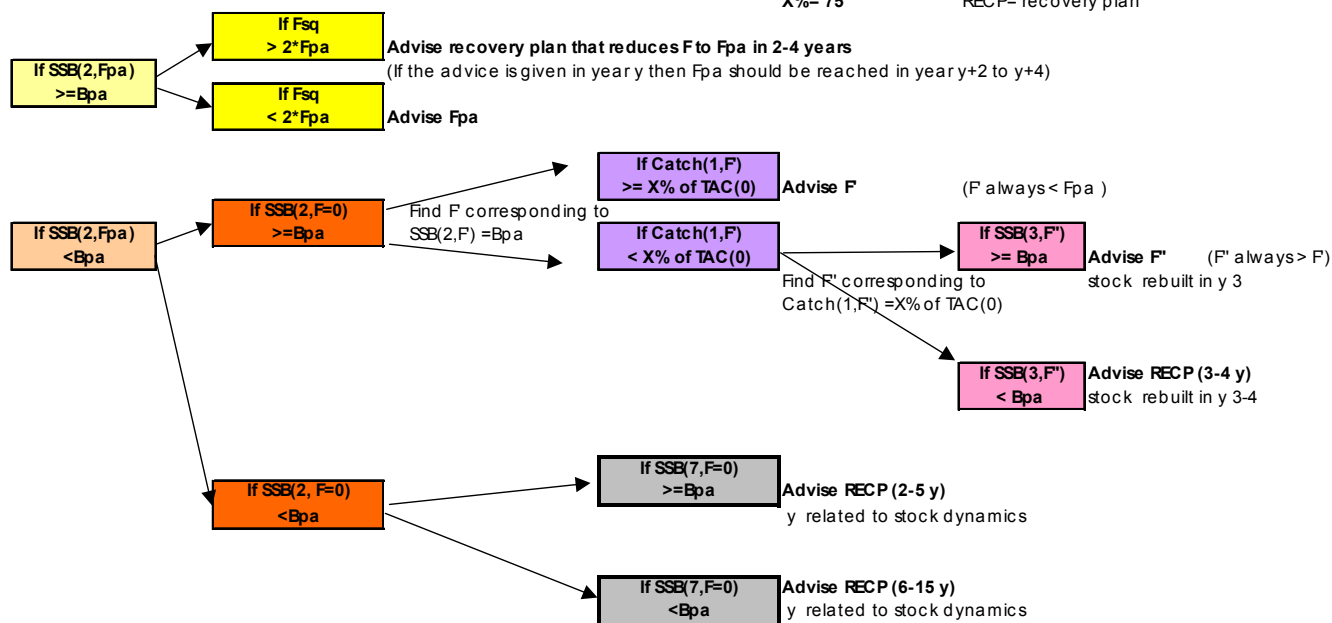 X%= 75 RECP= recovery plan
If Fsq
> 2*Fpa
Advise recovery plan that reduces F to Fpa in 2-4 years
(If the advice is given in year y then Fpa should be reached in year y+2 to y+4)
If SSB(2,Fpa)
>=Bpa
If Fsq
< 2*Fpa
Advise Fpa
If Catch(1,F')
>= X% of TAC(0)
Advise F' (F' always < Fpa )
If SSB(2,F=0)
>=Bpa
Find F' corresponding to
SSB(2,F') =Bpa
If SSB(2,Fpa)
<Bpa
If Catch(1,F')
< X% of TAC(0)
Find F" corresponding to
Catch(1,F") =X% of TAC(0)
If SSB(3,F")
>= Bpa
Advise F" (F" always > F')
stock rebuilt in y 3
If SSB(3,F")
< Bpa
Advise RECP (3-4 y)
stock rebuilt in y 3-4
If SSB(2, F=0)
<Bpa
If SSB(7,F=0)
>=Bpa
Advise RECP (2-5 y)
y related to stock dynamics
If SSB(7,F=0)
<Bpa
Advise RECP (6-15 y)
y related to stock dynamics